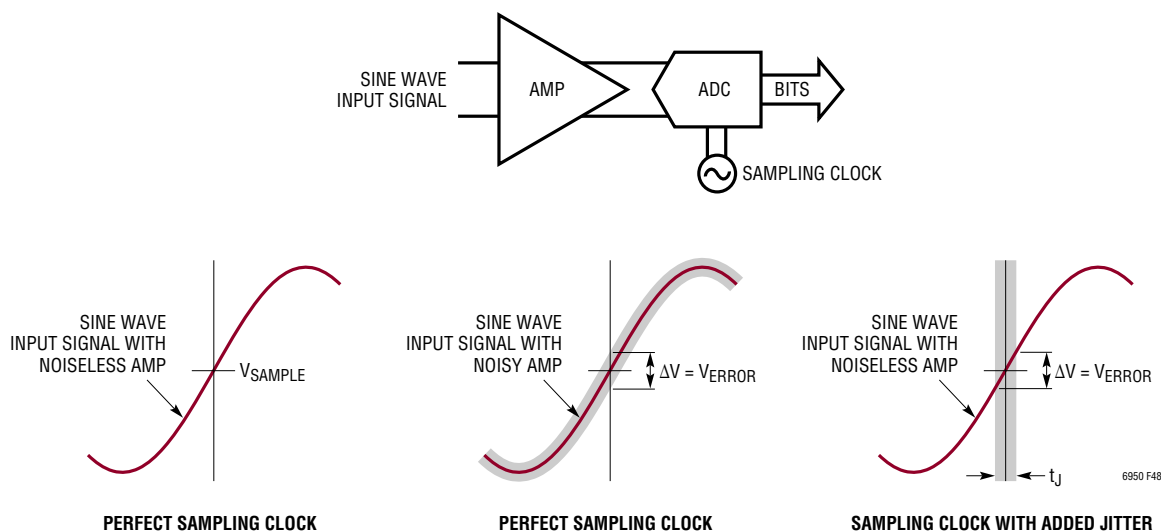 SINE WAVE
INPUT SIGNAL
AMP
ADC
BITS
SAMPLING CLOCK
SINE WAVE
INPUT SIGNAL WITH
NOISELESS AMP
VSAMPLE
PERFECT SAMPLING CLOCK
SINE WAVE
INPUT SIGNAL WITH
NOISY AMP
ΔV = VERROR
PERFECT SAMPLING CLOCK
SINE WAVE
INPUT SIGNAL WITH
NOISELESS AMP
ΔV = VERROR
tJ
6950 F48
SAMPLING CLOCK WITH ADDED JITTER